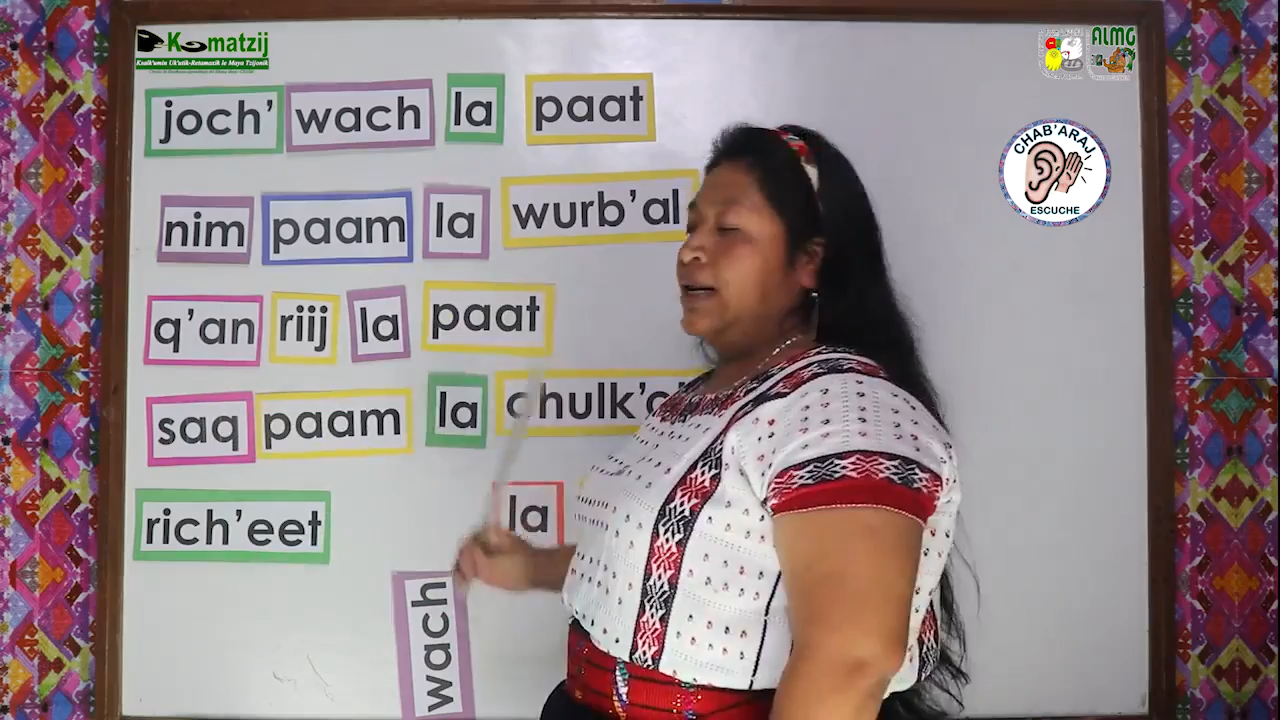 Kꞌomatzij
ALMG
joch' wach la paat
CHAB'ARAJ
ESCUCHE
nim paam la wurb'al
q'an riij la paat
saq paam la
rich'eet la
wach